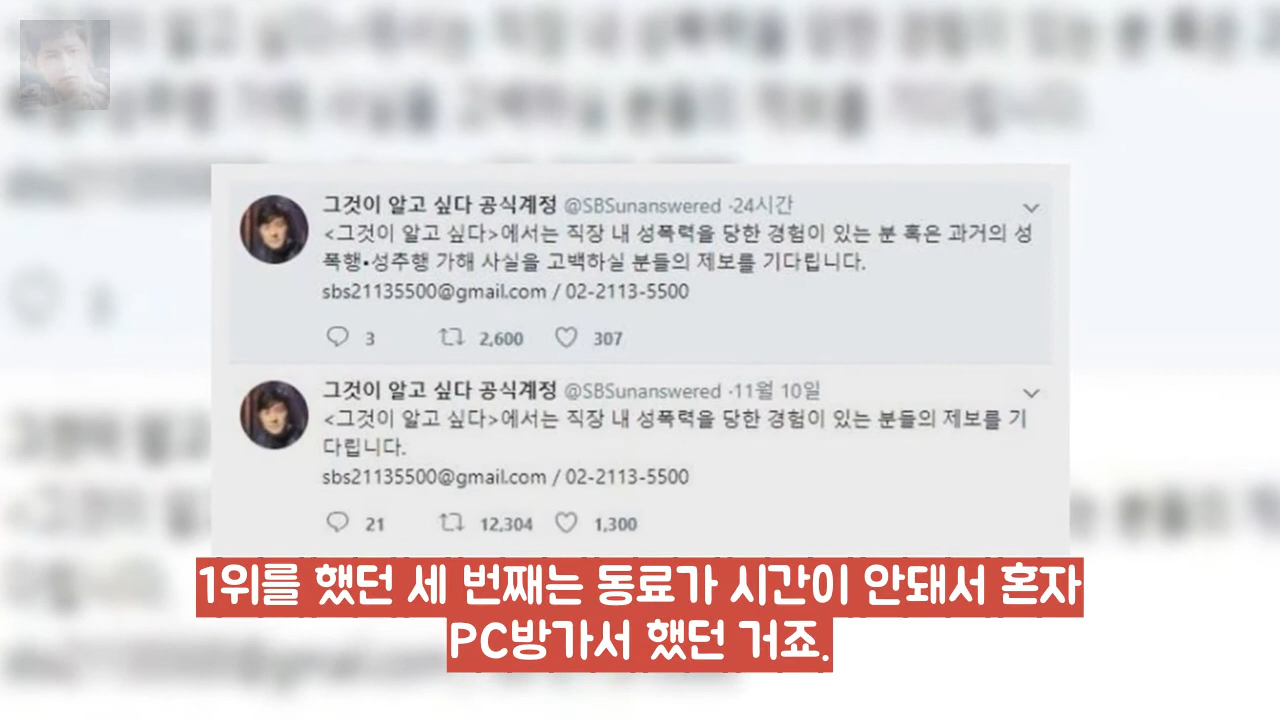 그것이 알고 싶다 공식계정 @SBSunanswered ·24시간
<그것이 알고 싶다>에서는 직장 내 성폭력을 당한 경험이 있는 분 혹은 과거의 성
폭행•성추행 가해 사실을 고백하실 분들의 제보를 기다립니다.
sbs21135500@gmail.com / 02-2113-5500
3 2,600 307
그것이 알고 싶다 공식계정 @SBSunanswered ·11월 10일
<그것이 알고 싶다>에서는 직장 내 성폭력을 당한 경험이 있는 분들의 제보를 기
다립니다.
sbs21135500@gmail.com / 02-2113-5500
21 12,304 1,300
1위를 했던 세 번째는 동료가 시간이 안돼서 혼자
PC방가서 했던 거죠.